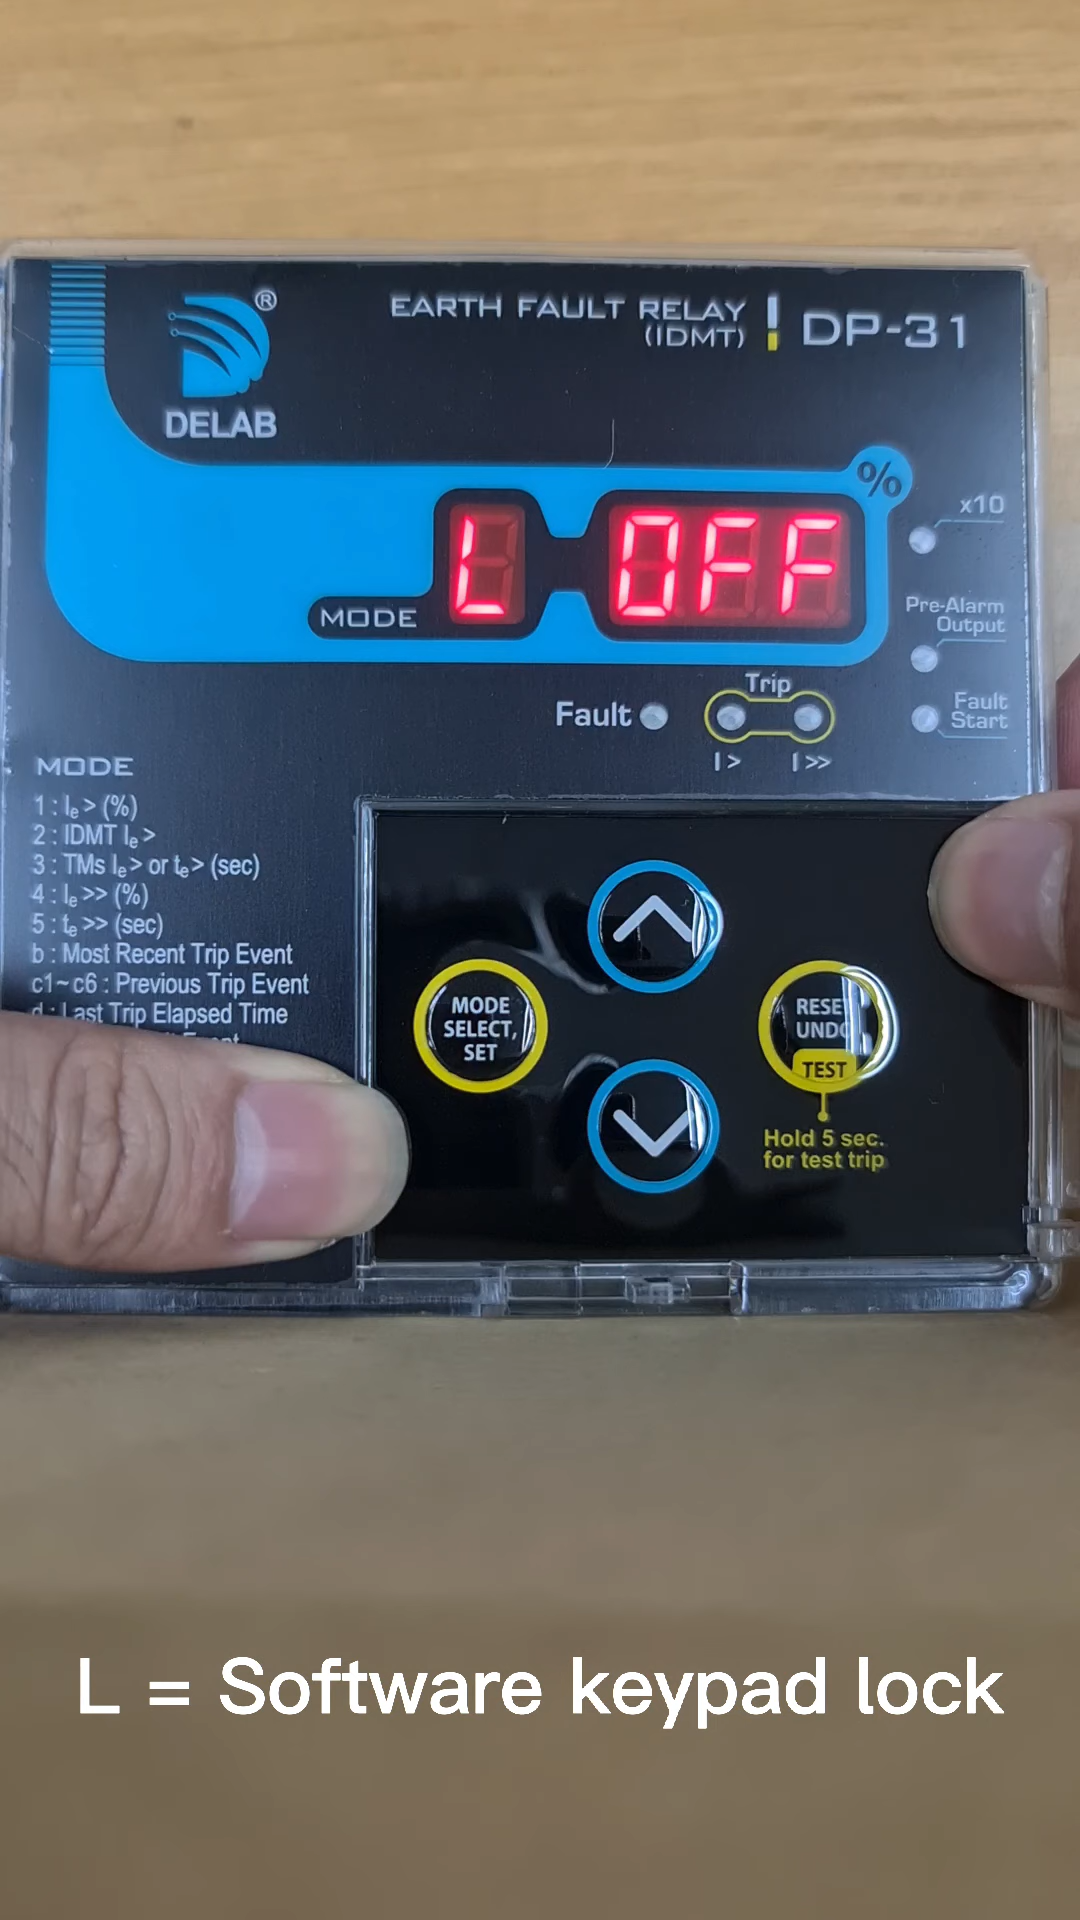 EARTH FAULT RELAY
(IDMT)
DP-31
®
DELAB
%
L OFF
MODE
x10
Pre-Alarm
Output
Fault
Start
Trip
Fault
I>
I>>
MODE
1 : Ie > (%)
2 : IDMT Ie >
3 : TMs Ie > or te > (sec)
4 : Ie >> (%)
5 : te >> (sec)
b : Most Recent Trip Event
c1~c6 : Previous Trip Event
d : Last Trip Elapsed Time
MODE
SELECT,
SET
RESET
UNDO
TEST
Hold 5 sec.
for test trip
L = Software keypad lock